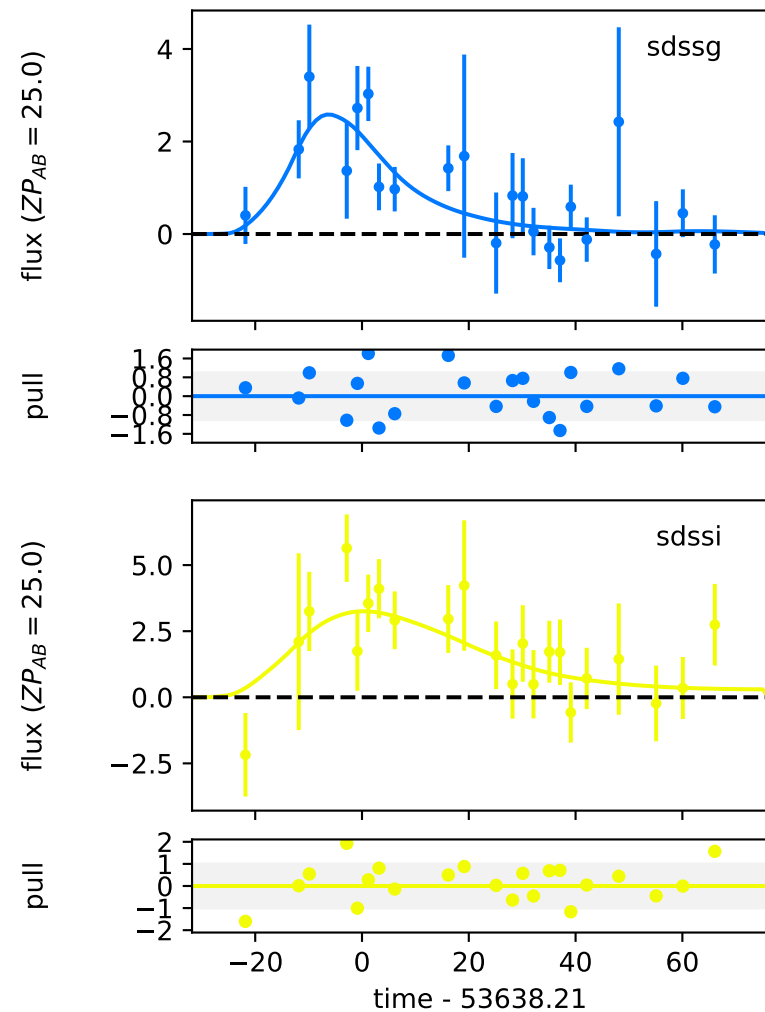 sdssg
flux (ZP_AB = 25.0)
4
2
0
pull
1.6
0.8
0.0
−0.8
−1.6
sdssi
flux (ZP_AB = 25.0)
5.0
2.5
0.0
−2.5
pull
2
1
0
−1
−2
−20 0 20 40 60
time - 53638.21